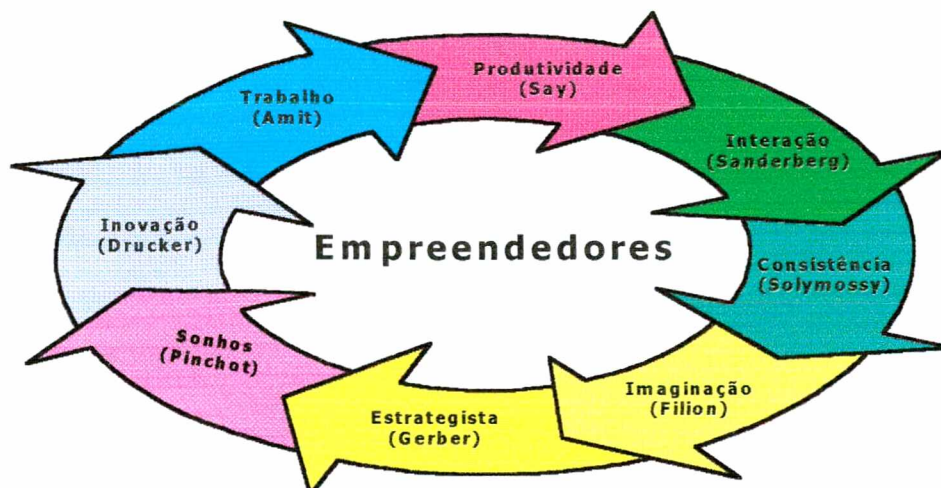 Produtividade
(Say)
Trabalho
(Amit)
Interação
(Sanderberg)
Inovação
(Drucker)
Empreendedores
Consistência
(Solymossy)
Sonhos
(Pinchot)
Imaginação
(Filion)
Estrategista
(Gerber)